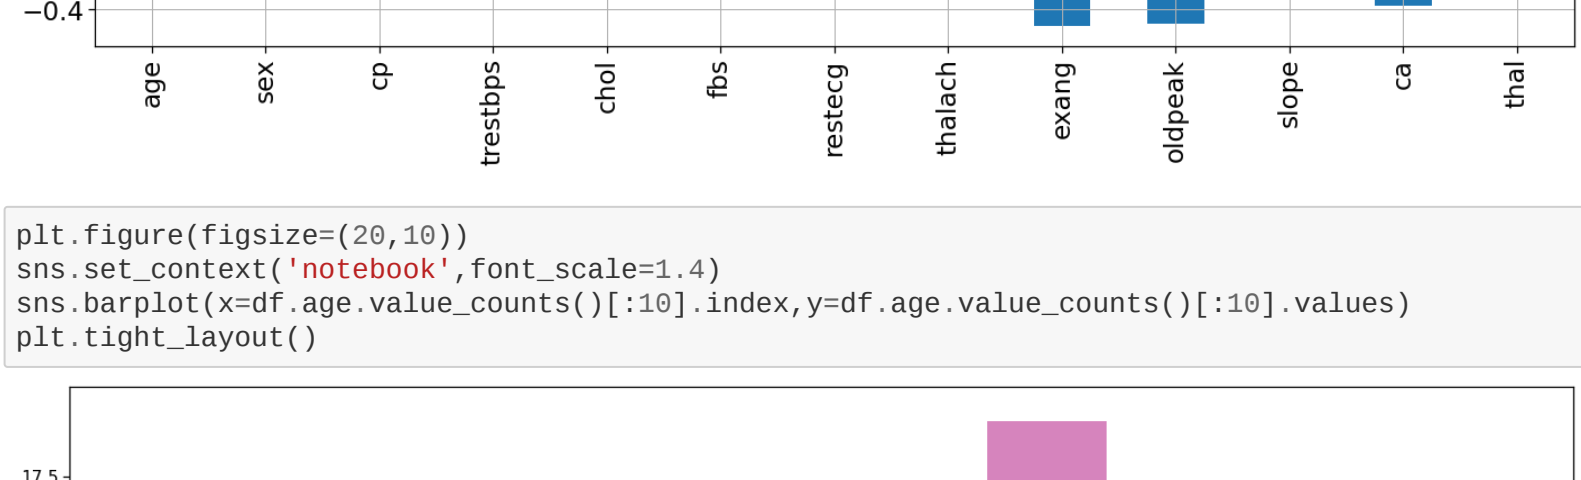 −0.4
age sex cp trestbps chol fbs restecg thalach exang oldpeak slope ca thal
plt.figure(figsize=(20,10))
sns.set_context('notebook',font_scale=1.4)
sns.barplot(x=df.age.value_counts()[:10].index,y=df.age.value_counts()[:10].values)
plt.tight_layout()
17.5